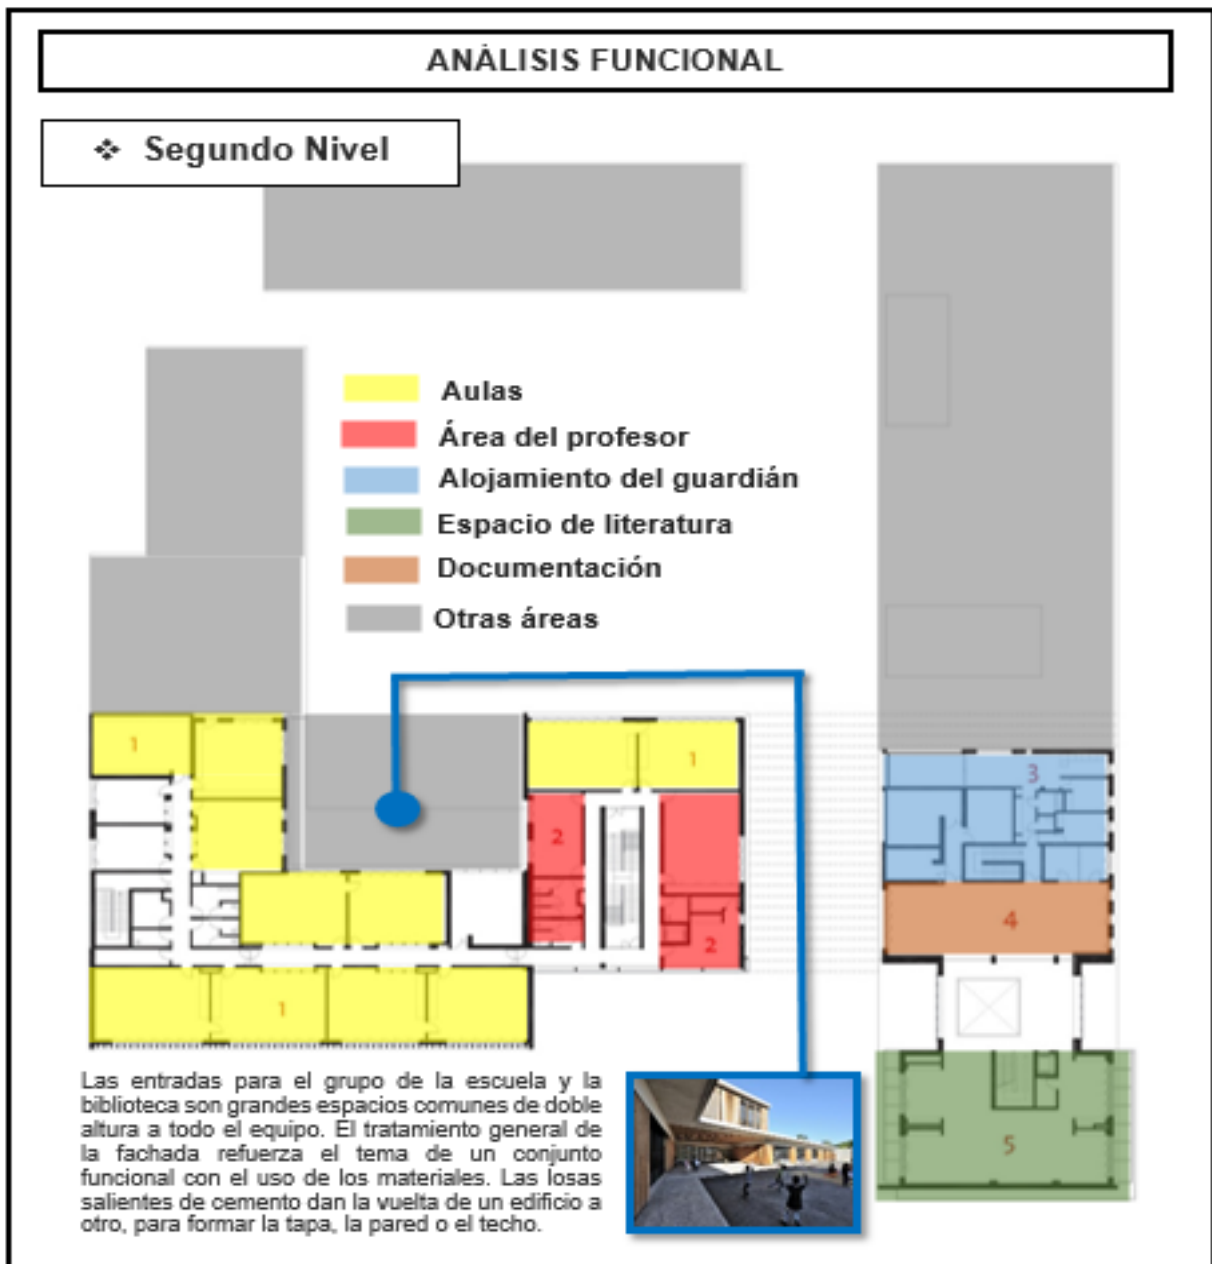 ANÀLISIS FUNCIONAL
❖ Segundo Nivel
Aulas
Área del profesor
Alojamiento del guardián
Espacio de literatura
Documentación
Otras áreas
1
1
3
2
4
2
1
5
Las entradas para el grupo de la escuela y la
biblioteca son grandes espacios comunes de doble
altura a todo el equipo. El tratamiento general de
la fachada refuerza el tema de un conjunto
funcional con el uso de los materiales. Las losas
salientes de cemento dan la vuelta de un edificio a
otro, para formar la tapa, la pared o el techo.